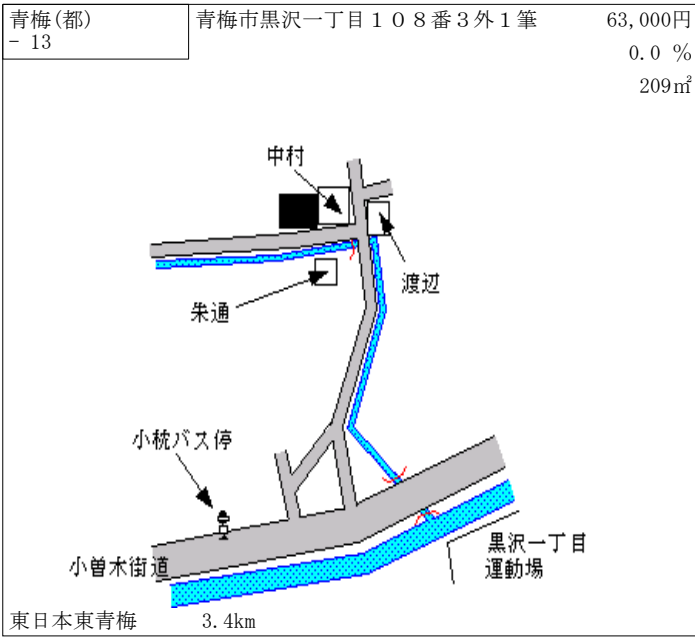 青梅(都)
- 13
青梅市黒沢一丁目１０８番３外１筆
63,000円
0.0 %
209㎡
中村
渡辺
朱通
小枕バス停
小曽木街道
黒沢一丁目
運動場
東日本東青梅 3.4km